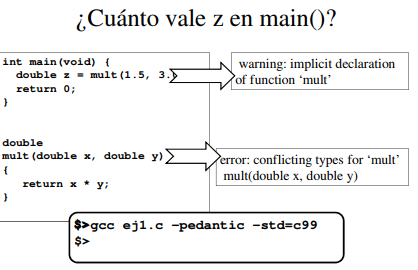 ¿Cuánto vale z en main()?
int main(void) {
double z = mult(1.5, 3.
return 0;
}
warning: implicit declaration
of function ‘mult’
double
mult(double x, double y)
{
return x * y;
}
error: conflicting types for ‘mult’
mult(double x, double y)
$>gcc ej1.c –pedantic –std=c99
$>